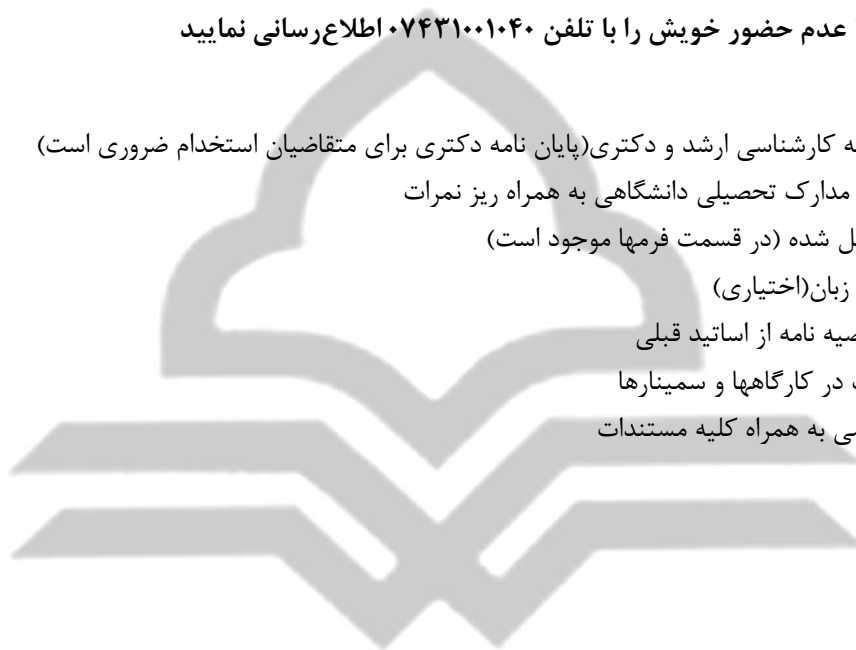 عدم حضور خویش را با تلفن ۰۷۴۳۱۰۰۱۰۴۰ اطلاع‌رسانی نمایید
ه کارشناسی ارشد و دکتری(پایان نامه دکتری برای متقاضیان استخدام ضروری است)
مدارک تحصیلی دانشگاهی به همراه ریز نمرات
ل شده (در قسمت فرمها موجود است)
زبان(اختیاری)
صیه نامه از اساتید قبلی
در کارگاهها و سمینارها
ی به همراه کلیه مستندات